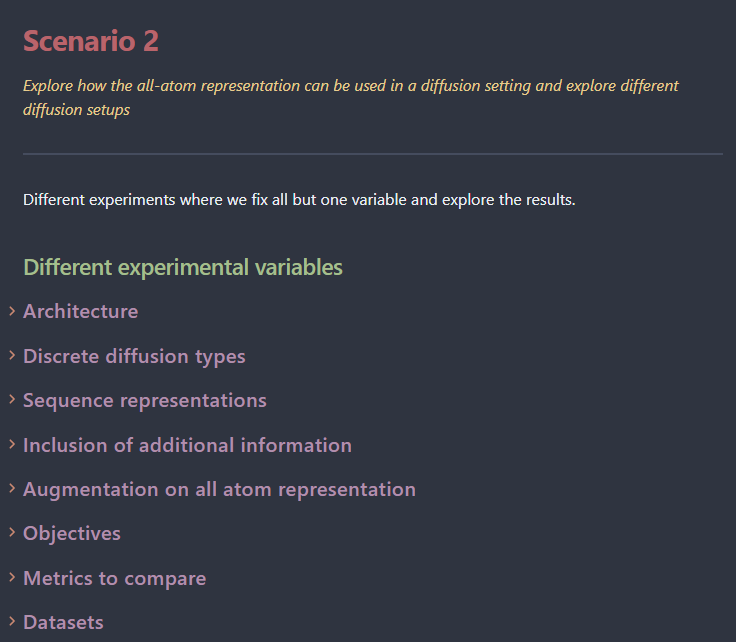 Scenario 2
Explore how the all-atom representation can be used in a diffusion setting and explore different
diffusion setups
Different experiments where we fix all but one variable and explore the results.
Different experimental variables
Architecture
Discrete diffusion types
Sequence representations
Inclusion of additional information
Augmentation on all atom representation
Objectives
Metrics to compare
Datasets